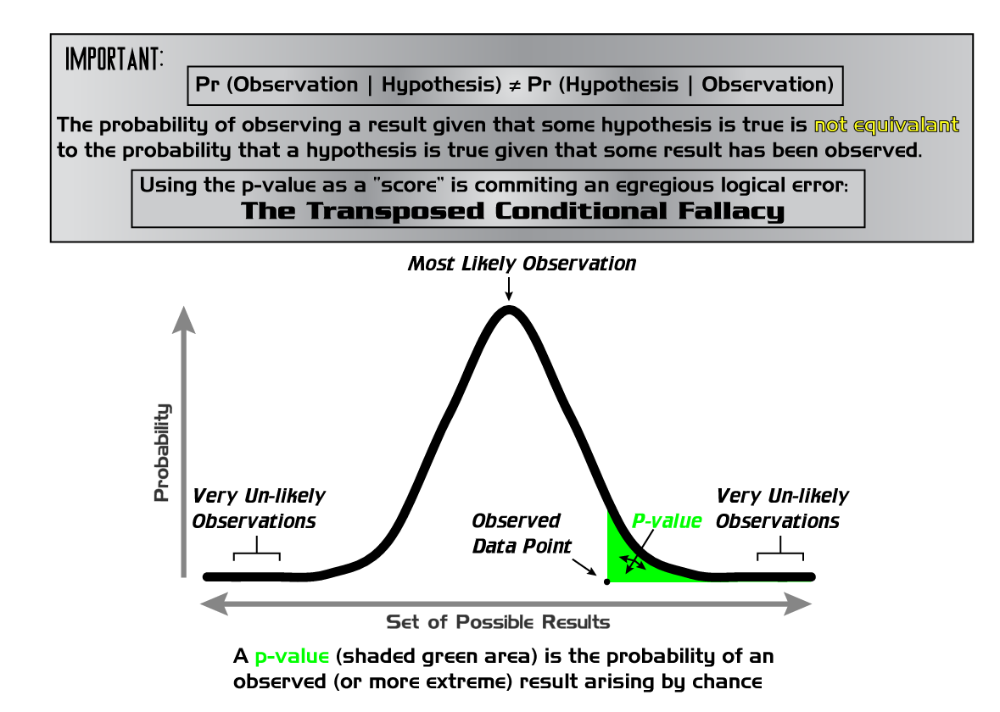 IMPORTANT:
Pr (Observation | Hypothesis) ≠ Pr (Hypothesis | Observation)
The probability of observing a result given that some hypothesis is true is not equivalant
to the probability that a hypothesis is true given that some result has been observed.
Using the p-value as a "score" is commiting an egregious logical error:
The Transposed Conditional Fallacy
Most Likely Observation
Probability
Very Un-likely
Observations
Observed
Data Point
P-value
Very Un-likely
Observations
Set of Possible Results
A p-value (shaded green area) is the probability of an
observed (or more extreme) result arising by chance